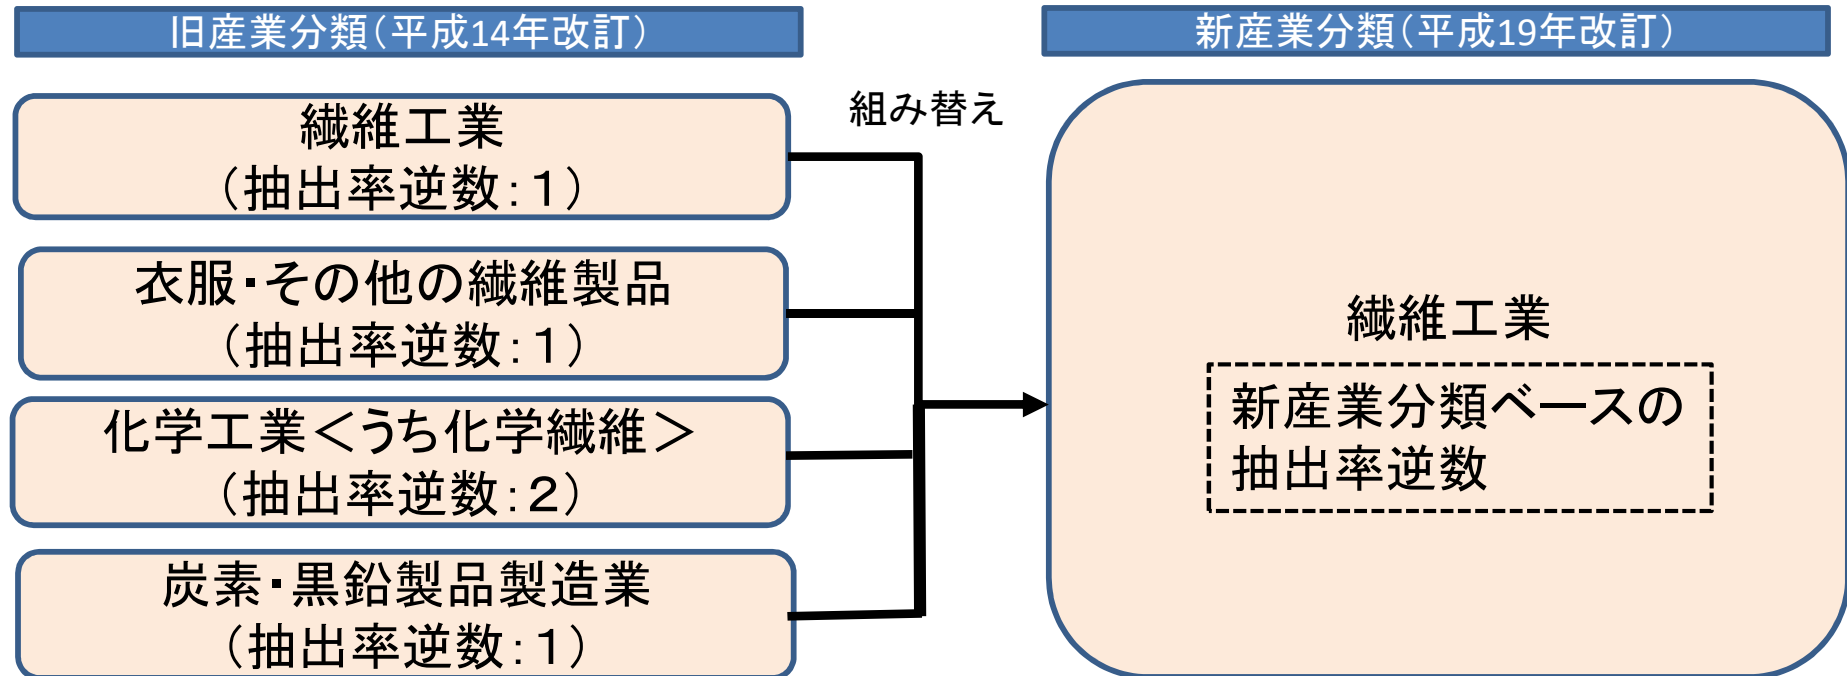 旧産業分類(平成14年改訂)
新産業分類(平成19年改訂)
組み替え
繊維工業
(抽出率逆数:1)
衣服・その他の繊維製品
(抽出率逆数:1)
化学工業<うち化学繊維>
(抽出率逆数:2)
炭素・黒鉛製品製造業
(抽出率逆数:1)
繊維工業
新産業分類ベースの
抽出率逆数